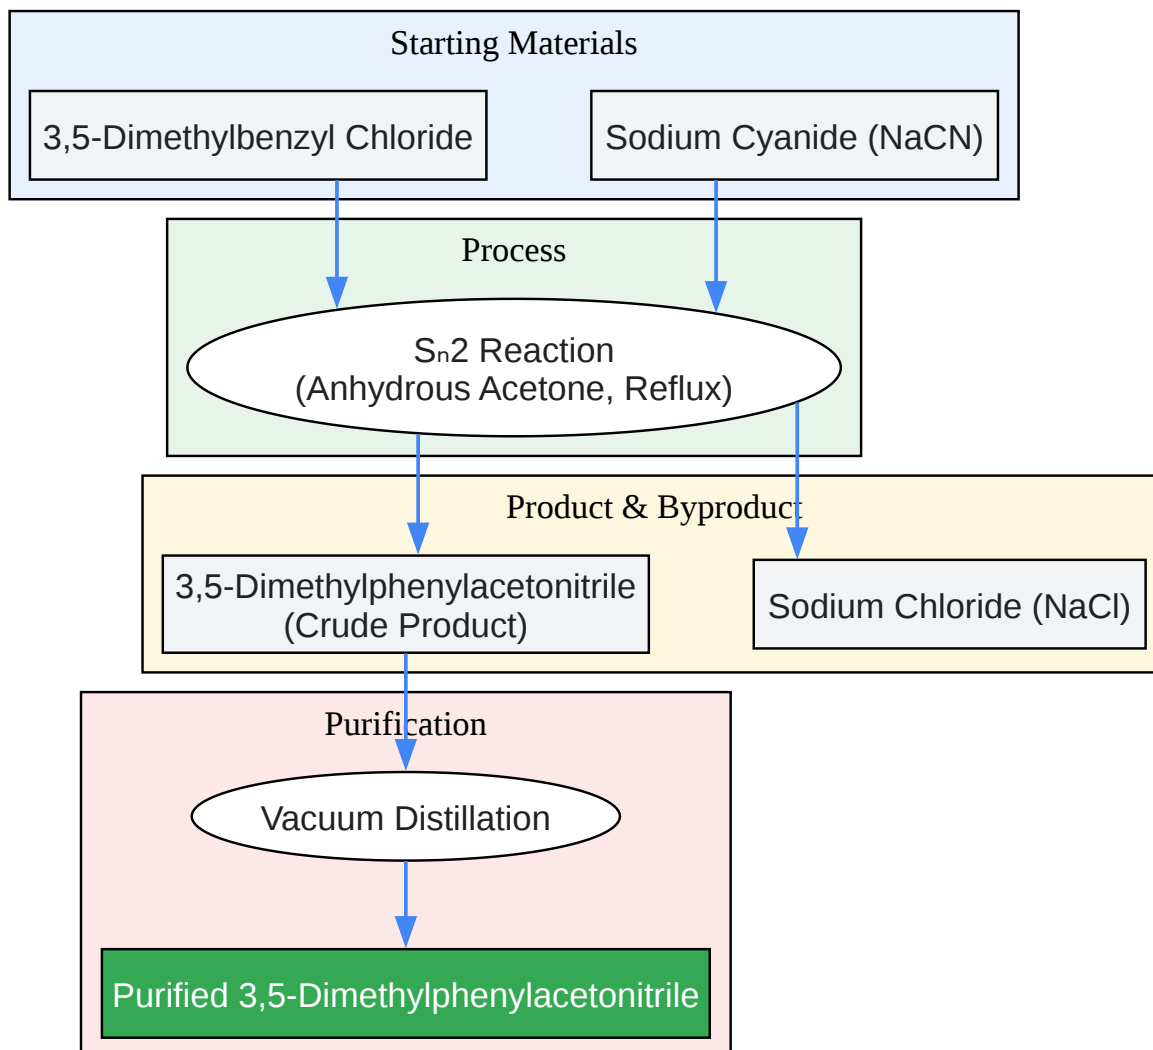 Starting Materials
3,5-Dimethylbenzyl Chloride
Sodium Cyanide (NaCN)
Process
Sₙ2 Reaction
(Anhydrous Acetone, Reflux)
Product & Byproduct
3,5-Dimethylphenylacetonitrile
(Crude Product)
Sodium Chloride (NaCl)
Purification
Vacuum Distillation
Purified 3,5-Dimethylphenylacetonitrile